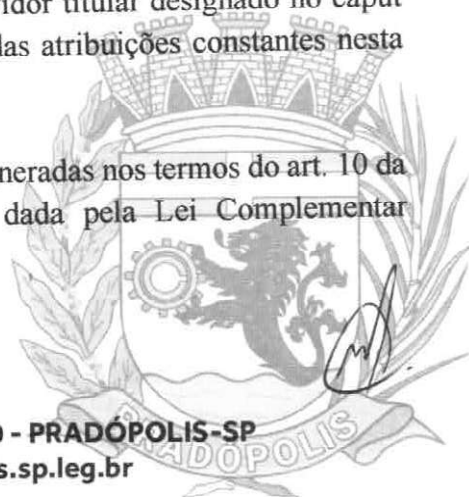 idor titular designado no caput
das atribuições constantes nesta
neradas nos termos do art. 10 da
dada pela Lei Complementar
- PRADÓPOLIS-SP
s.sp.leg.br
PRADÓPOLIS